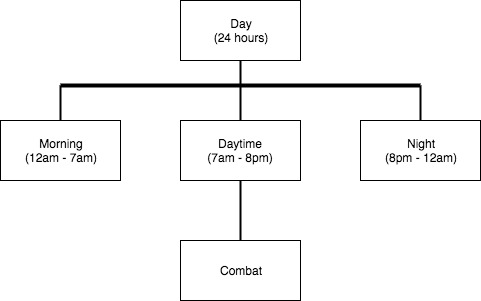 Day
(24 hours)
Morning
(12am - 7am)
Daytime
(7am - 8pm)
Night
(8pm - 12am)
Combat